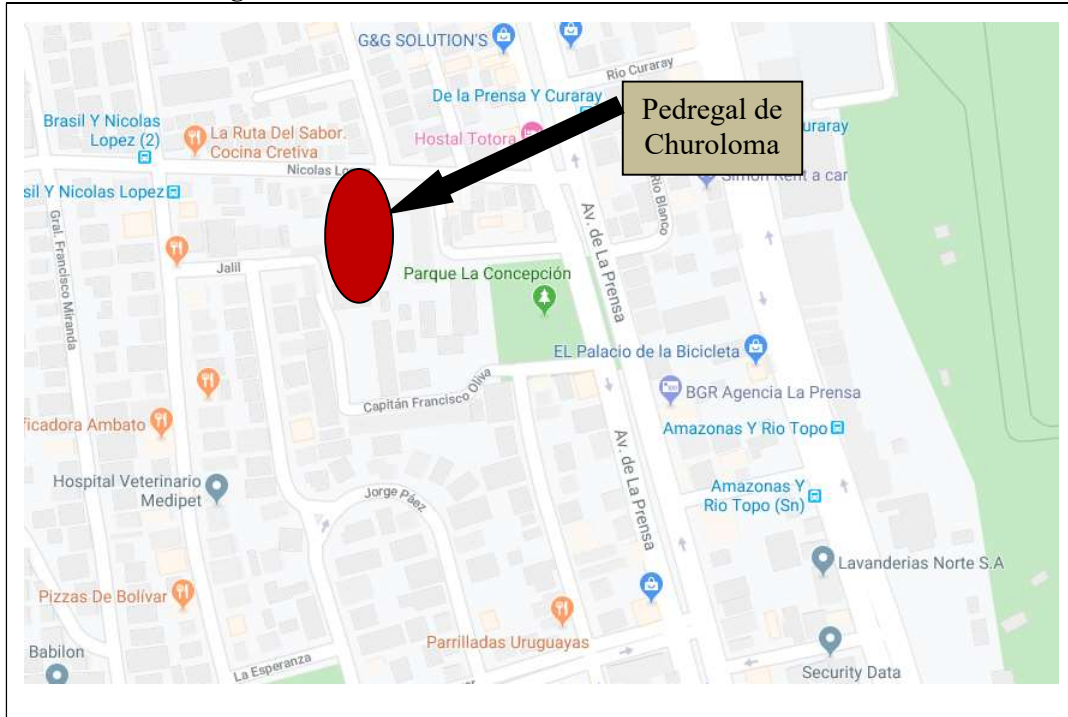 G&G SOLUTION'S
Rio Curaray
De la Prensa Y Curaray
Pedregal de
Churoloma
Brasil Y Nicolas
Lopez (2)
La Ruta Del Sabor.
Cocina Cretiva
Hostal Totora
uraray
Nicolas Lopez
Simon Rent a car
sil Y Nicolas Lopez
Rio Blanco
Gral. Francisco Miranda
Av. de La Prensa
Jalil
Parque La Concepción
EL Palacio de la Bicicleta
BGR Agencia La Prensa
Capitán Francisco Oliva
ficadora Ambato
Amazonas Y Rio Topo
Av. de La Prensa
Hospital Veterinario
Medipet
Jorge Páez
Amazonas Y
Rio Topo (Sn)
Lavanderias Norte S.A
Pizzas De Bolívar
Parrilladas Uruguayas
Babilon
La Esperanza
Security Data